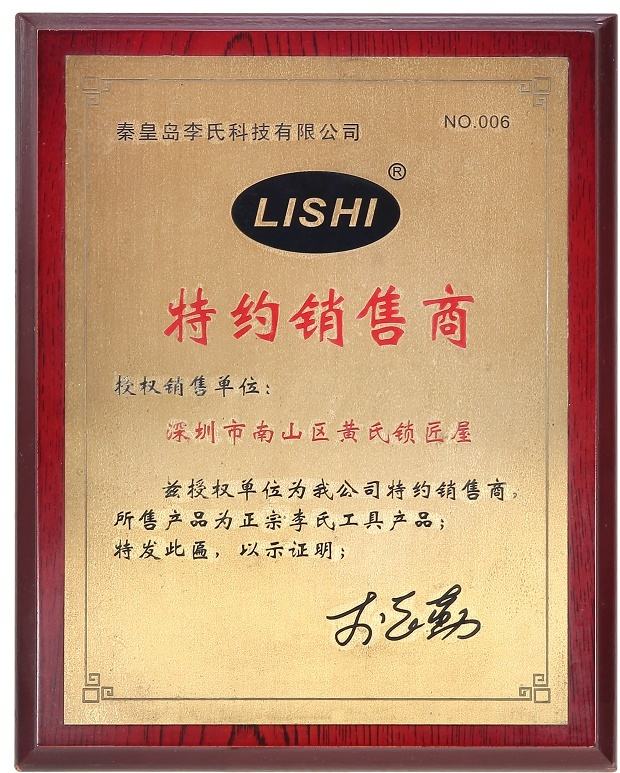 秦皇岛李氏科技有限公司
NO.006
LISHI®
特约销售商
授权销售单位：
深圳市南山区黄氏锁匠屋
兹授权单位为我公司特约销售商，
所售产品为正宗李氏工具产品；
特发此匾，以示证明；